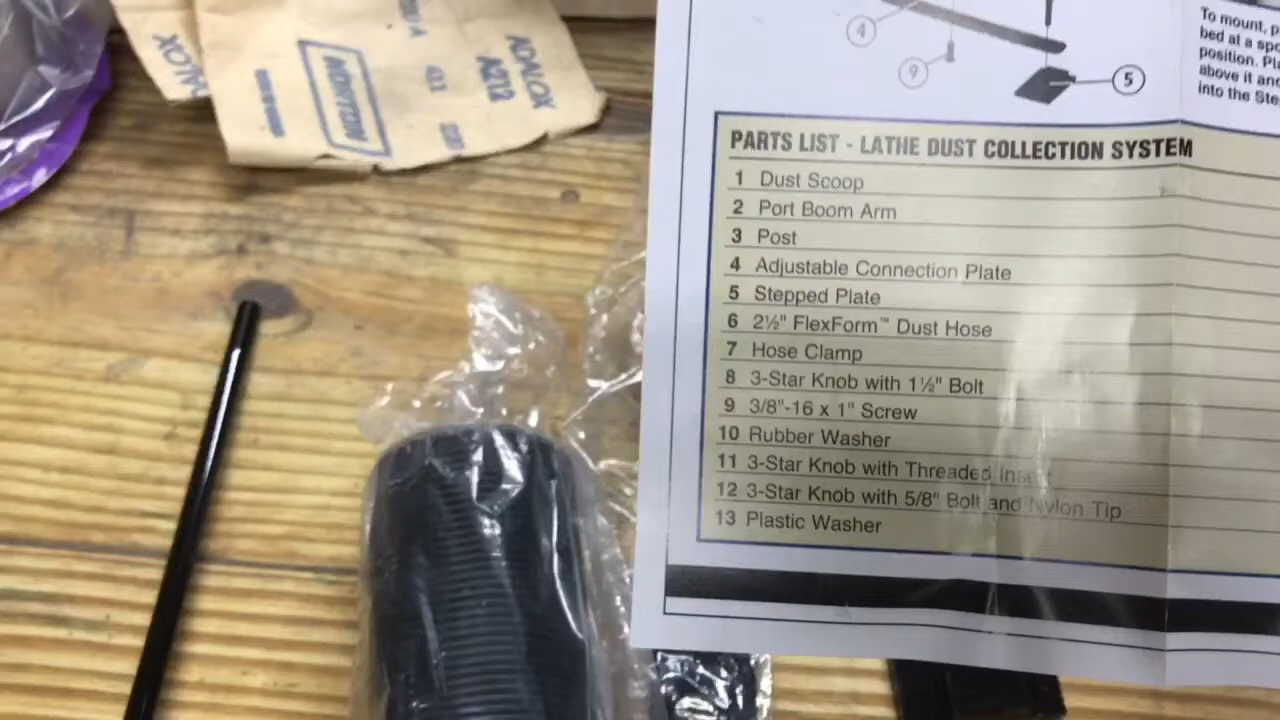 ADALOX
A212
NORTON
ALOX
4
9
5
To mount, p
bed at a spo
position. Pla
above it and
into the Ste
PARTS LIST - LATHE DUST COLLECTION SYSTEM
1 Dust Scoop
2 Port Boom Arm
3 Post
4 Adjustable Connection Plate
5 Stepped Plate
6 2½" FlexForm™ Dust Hose
7 Hose Clamp
8 3-Star Knob with 1½" Bolt
9 3/8"-16 x 1" Screw
10 Rubber Washer
11 3-Star Knob with Threaded Insert
12 3-Star Knob with 5/8" Bolt and Nylon Tip
13 Plastic Washer